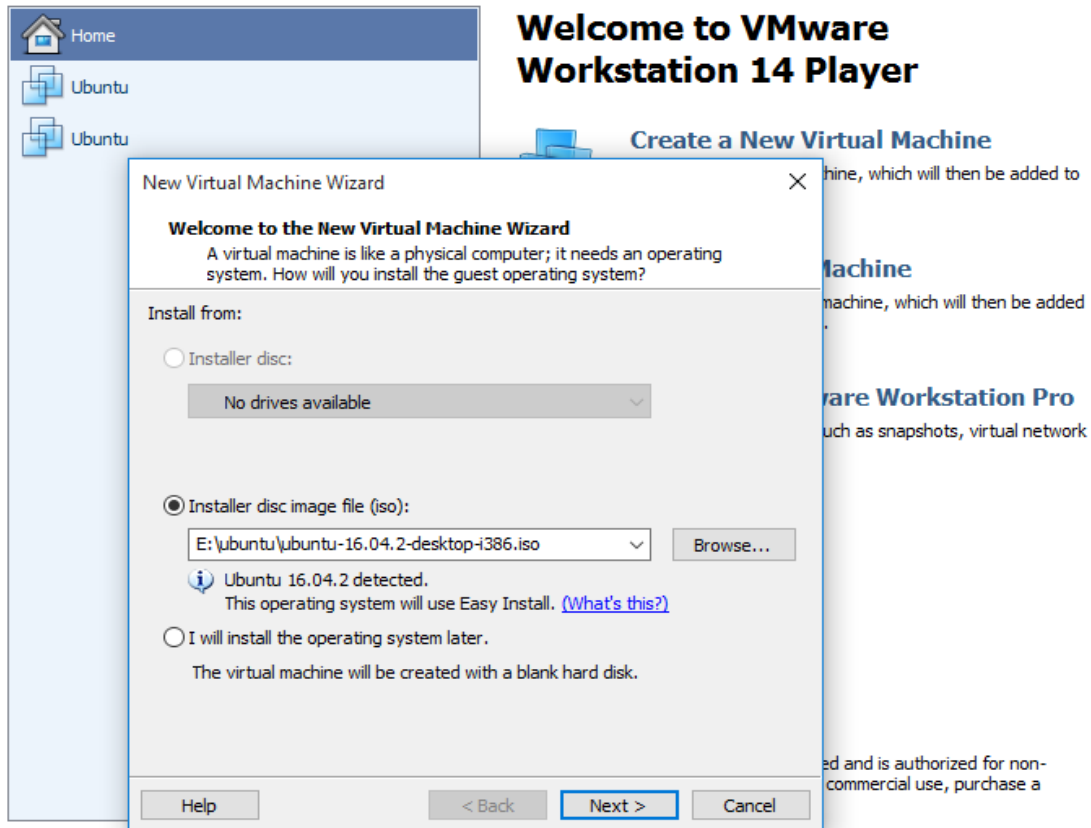 Home
Ubuntu
Ubuntu
Welcome to VMware
Workstation 14 Player
Create a New Virtual Machine
hine, which will then be added to
Machine
machine, which will then be added
.
are Workstation Pro
uch as snapshots, virtual network
ed and is authorized for non-
commercial use, purchase a
New Virtual Machine Wizard
Welcome to the New Virtual Machine Wizard
A virtual machine is like a physical computer; it needs an operating
system. How will you install the guest operating system?
Install from:
Installer disc:
No drives available
Installer disc image file (iso):
E:\ubuntu\ubuntu-16.04.2-desktop-i386.iso
Browse...
Ubuntu 16.04.2 detected.
This operating system will use Easy Install. (What's this?)
I will install the operating system later.
The virtual machine will be created with a blank hard disk.
Help
< Back
Next >
Cancel